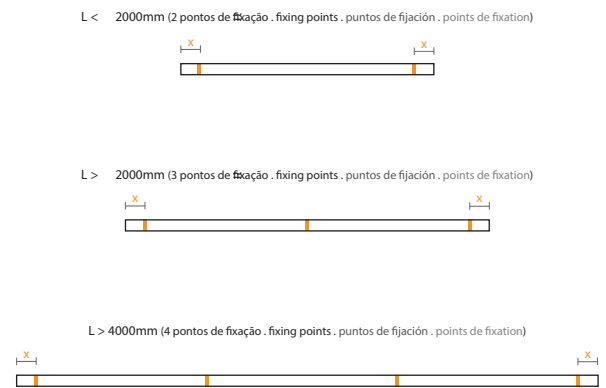 L < 2000mm (2 pontos de fixação . fixing points . puntos de fijación . points de fixation)
x x
L > 2000mm (3 pontos de fixação . fixing points . puntos de fijación . points de fixation)
x x
L > 4000mm (4 pontos de fixação . fixing points . puntos de fijación . points de fixation)
x x